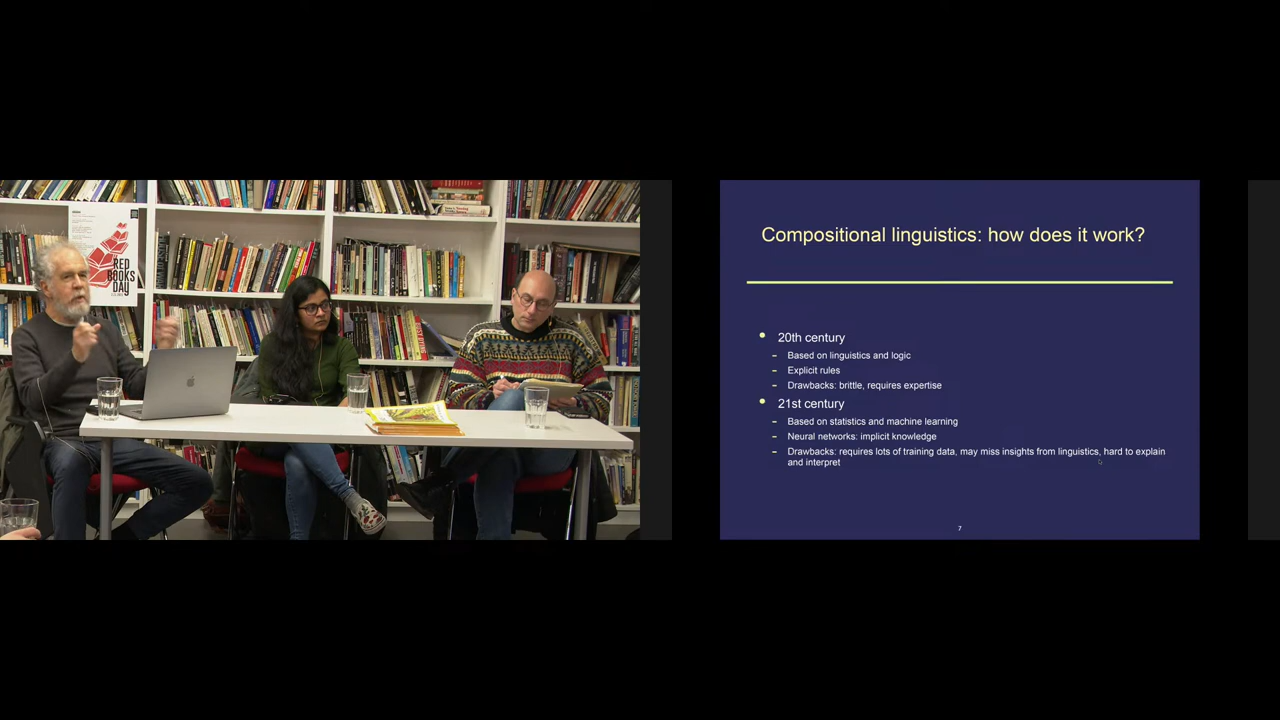 RED
BOOKS
DAY
Compositional linguistics: how does it work?
• 20th century
– Based on linguistics and logic
– Explicit rules
– Drawbacks: brittle, requires expertise
• 21st century
– Based on statistics and machine learning
– Neural networks: implicit knowledge
– Drawbacks: requires lots of training data, may miss insights from linguistics, hard to explain
and interpret
7